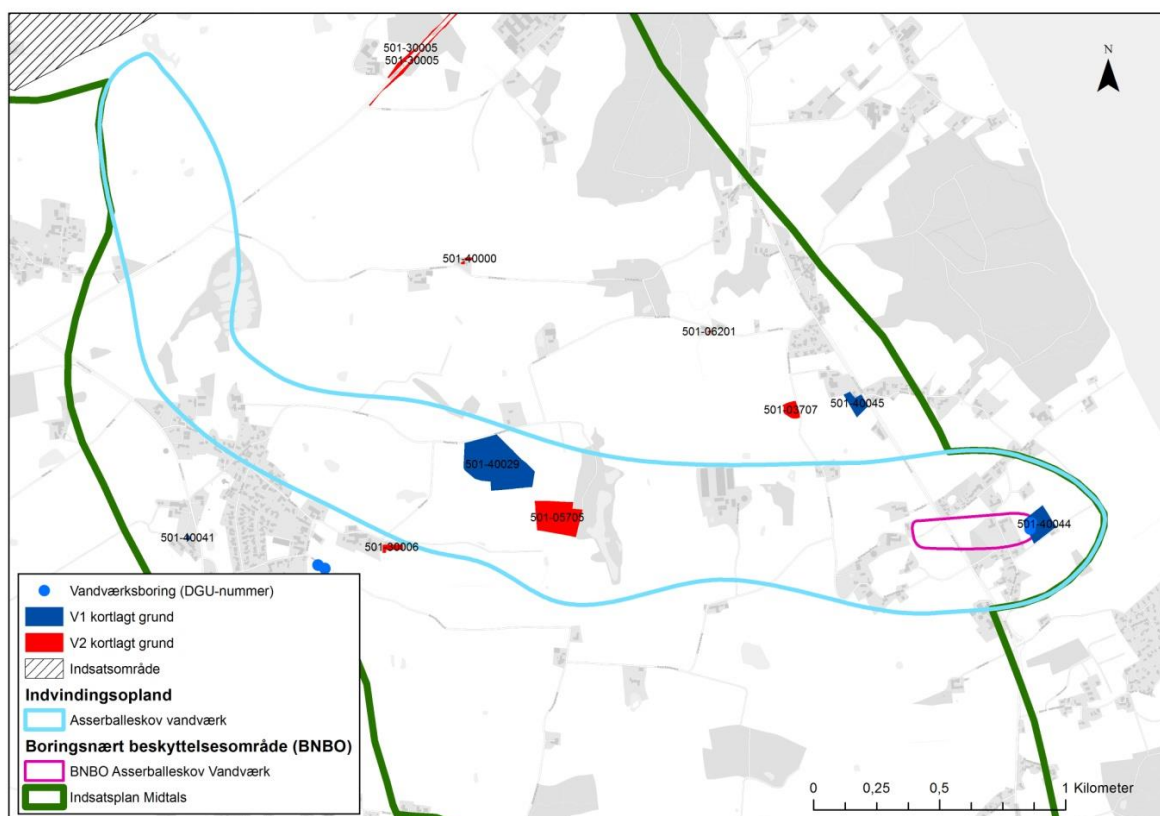 501-30005
501-30005
N
501-40000
501-06201
501-03707
501-40045
501-40029
501-05705
501-40044
501-40041
501-30006
Vandværksboring (DGU-nummer)
V1 kortlagt grund
V2 kortlagt grund
Indsatsområde
Indvindingsopland
Asserballeskov vandværk
Boringsnært beskyttelsesområde (BNBO)
BNBO Asserballeskov Vandværk
Indsatsplan Midtals
0 0,25 0,5 1 Kilometer